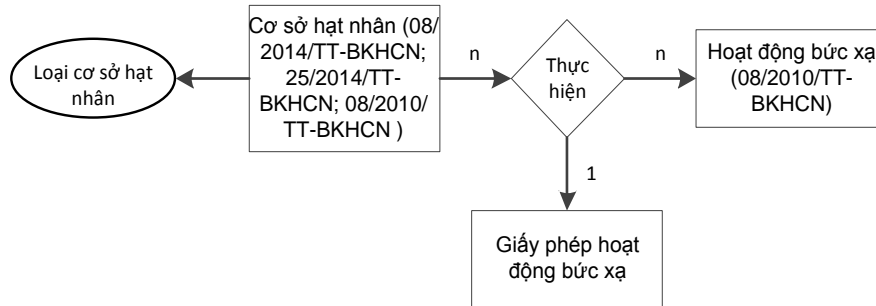 Loại cơ sở hạt
nhân
Cơ sở hạt nhân (08/
2014/TT-BKHCN;
25/2014/TT-
BKHCN; 08/2010/
TT-BKHCN )
n
Thực
hiện
n
Hoạt động bức xạ
(08/2010/TT-
BKHCN)
1
Giấy phép hoạt
động bức xạ